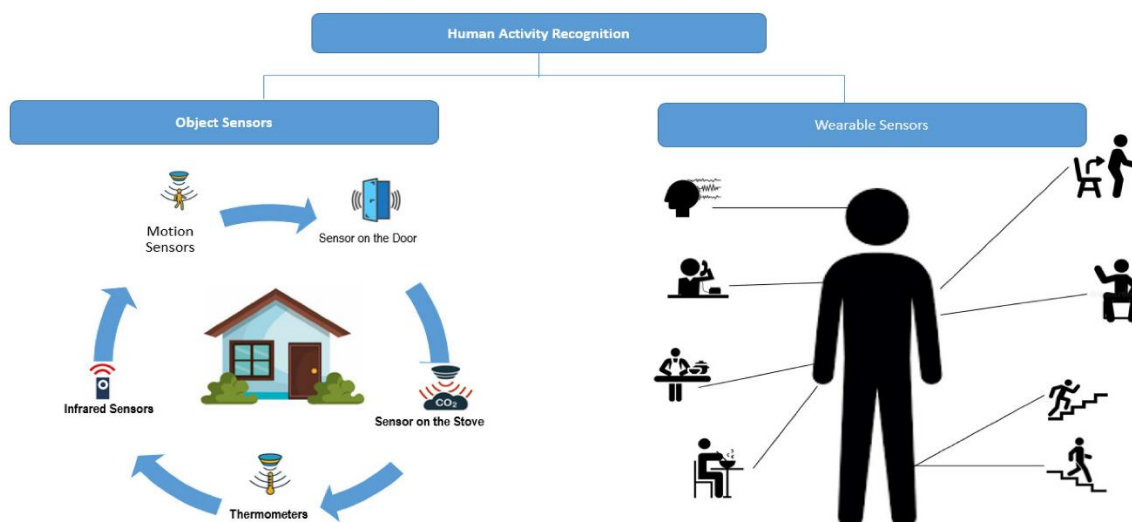 Human Activity Recognition
Object Sensors
Wearable Sensors
Motion
Sensors
Sensor on the Door
Infrared Sensors
CO₂
Sensor on the Stove
Thermometers